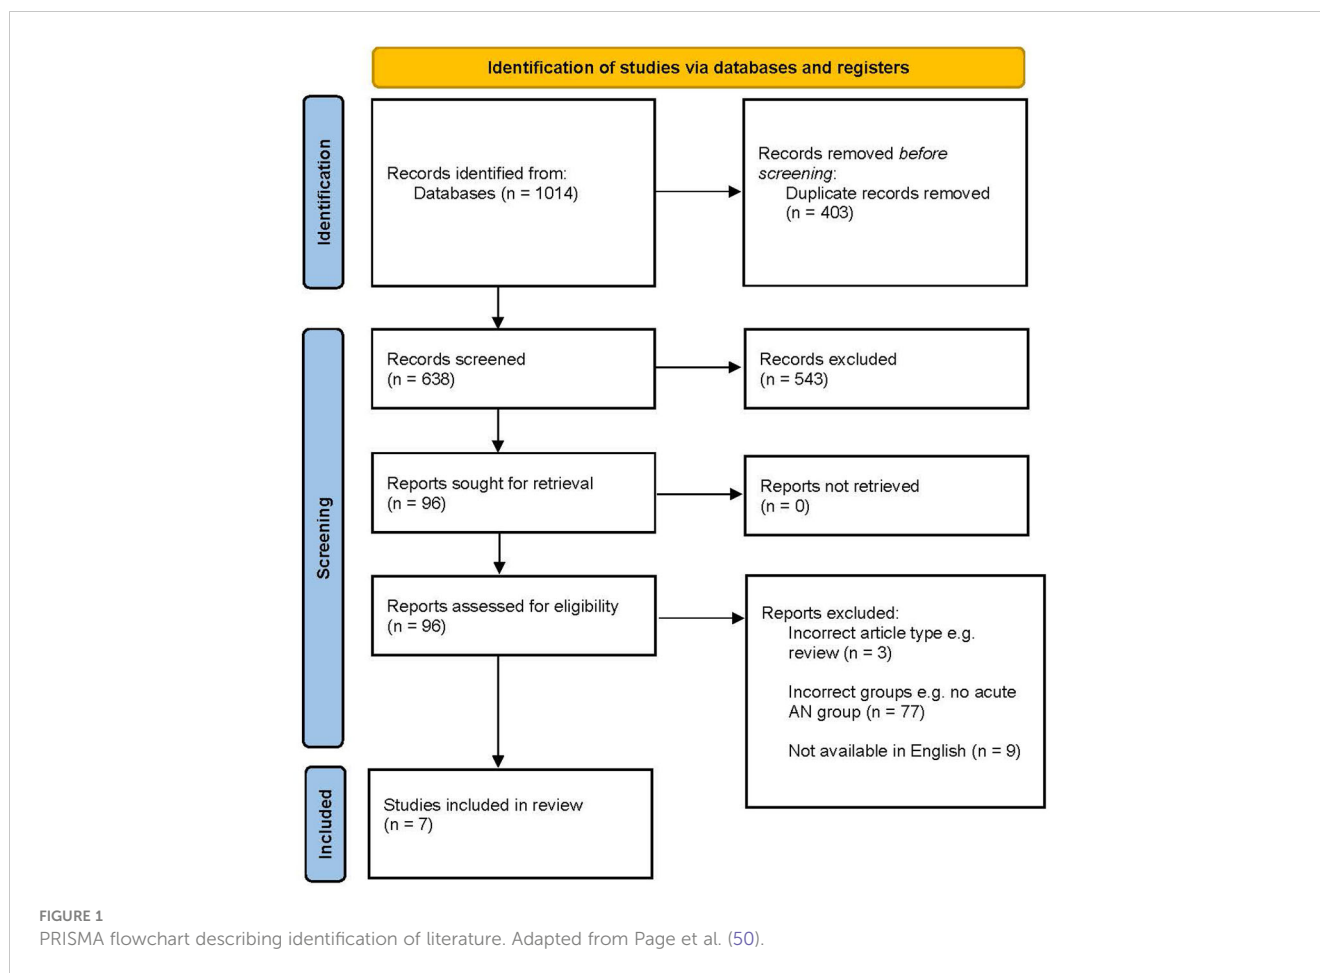 Identification of studies via databases and registers
Identification
Records identified from:
Databases (n = 1014)
Records removed before
screening:
Duplicate records removed
(n = 403)
Screening
Records screened
(n = 638)
Records excluded
(n = 543)
Reports sought for retrieval
(n = 96)
Reports not retrieved
(n = 0)
Reports assessed for eligibility
(n = 96)
Reports excluded:
Incorrect article type e.g.
review (n = 3)
Incorrect groups e.g. no acute
AN group (n = 77)
Not available in English (n = 9)
Included
Studies included in review
(n = 7)
FIGURE 1
PRISMA flowchart describing identification of literature. Adapted from Page et al. (50).